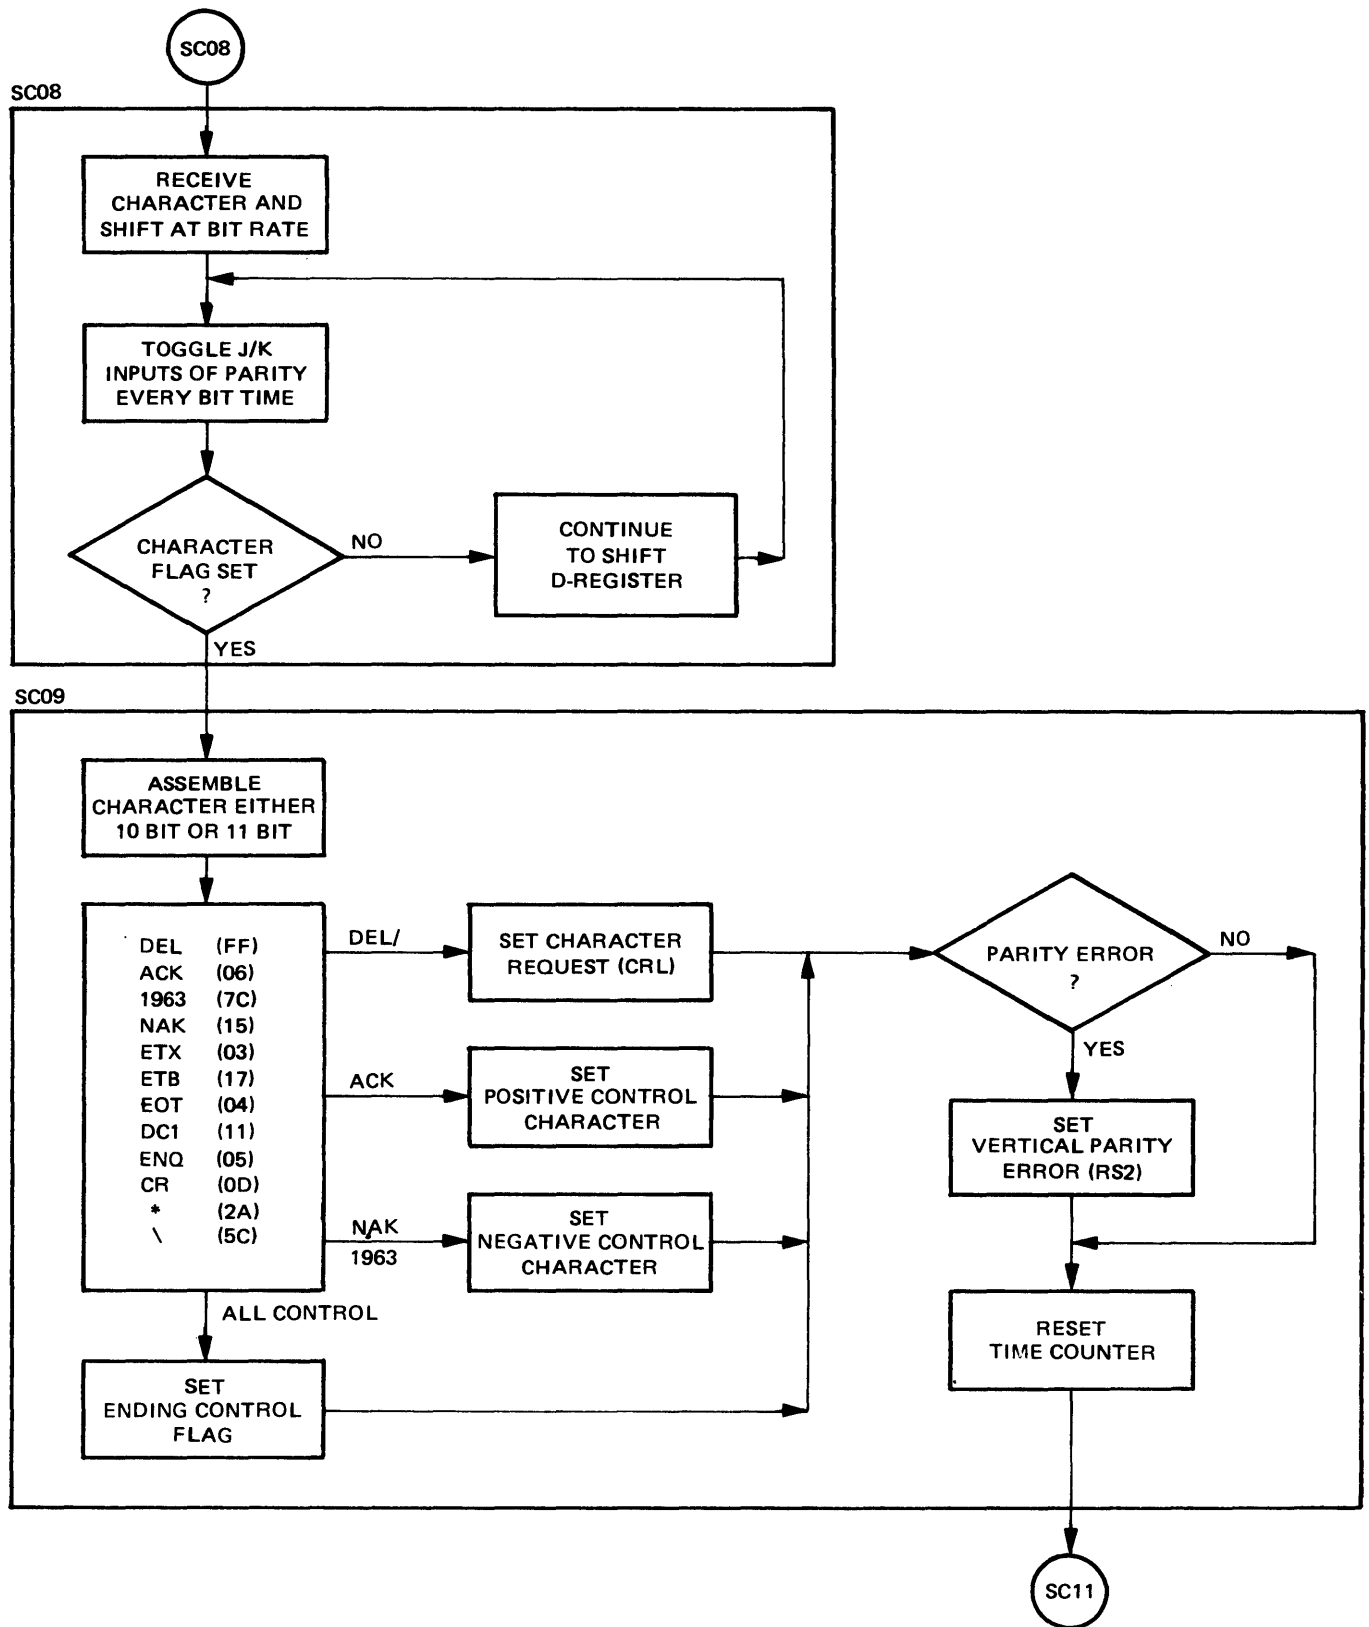 SC08
SC08
RECEIVE
CHARACTER AND
SHIFT AT BIT RATE
TOGGLE J/K
INPUTS OF PARITY
EVERY BIT TIME
CHARACTER
FLAG SET
?
NO
CONTINUE
TO SHIFT
D-REGISTER
YES
SC09
ASSEMBLE
CHARACTER EITHER
10 BIT OR 11 BIT
DEL (FF)
ACK (06)
1963 (7C)
NAK (15)
ETX (03)
ETB (17)
EOT (04)
DC1 (11)
ENQ (05)
CR (0D)
* (2A)
\ (5C)
DEL/
SET CHARACTER
REQUEST (CRL)
ACK
SET
POSITIVE CONTROL
CHARACTER
NAK
1963
SET
NEGATIVE CONTROL
CHARACTER
ALL CONTROL
SET
ENDING CONTROL
FLAG
PARITY ERROR
?
NO
YES
SET
VERTICAL PARITY
ERROR (RS2)
RESET
TIME COUNTER
SC11